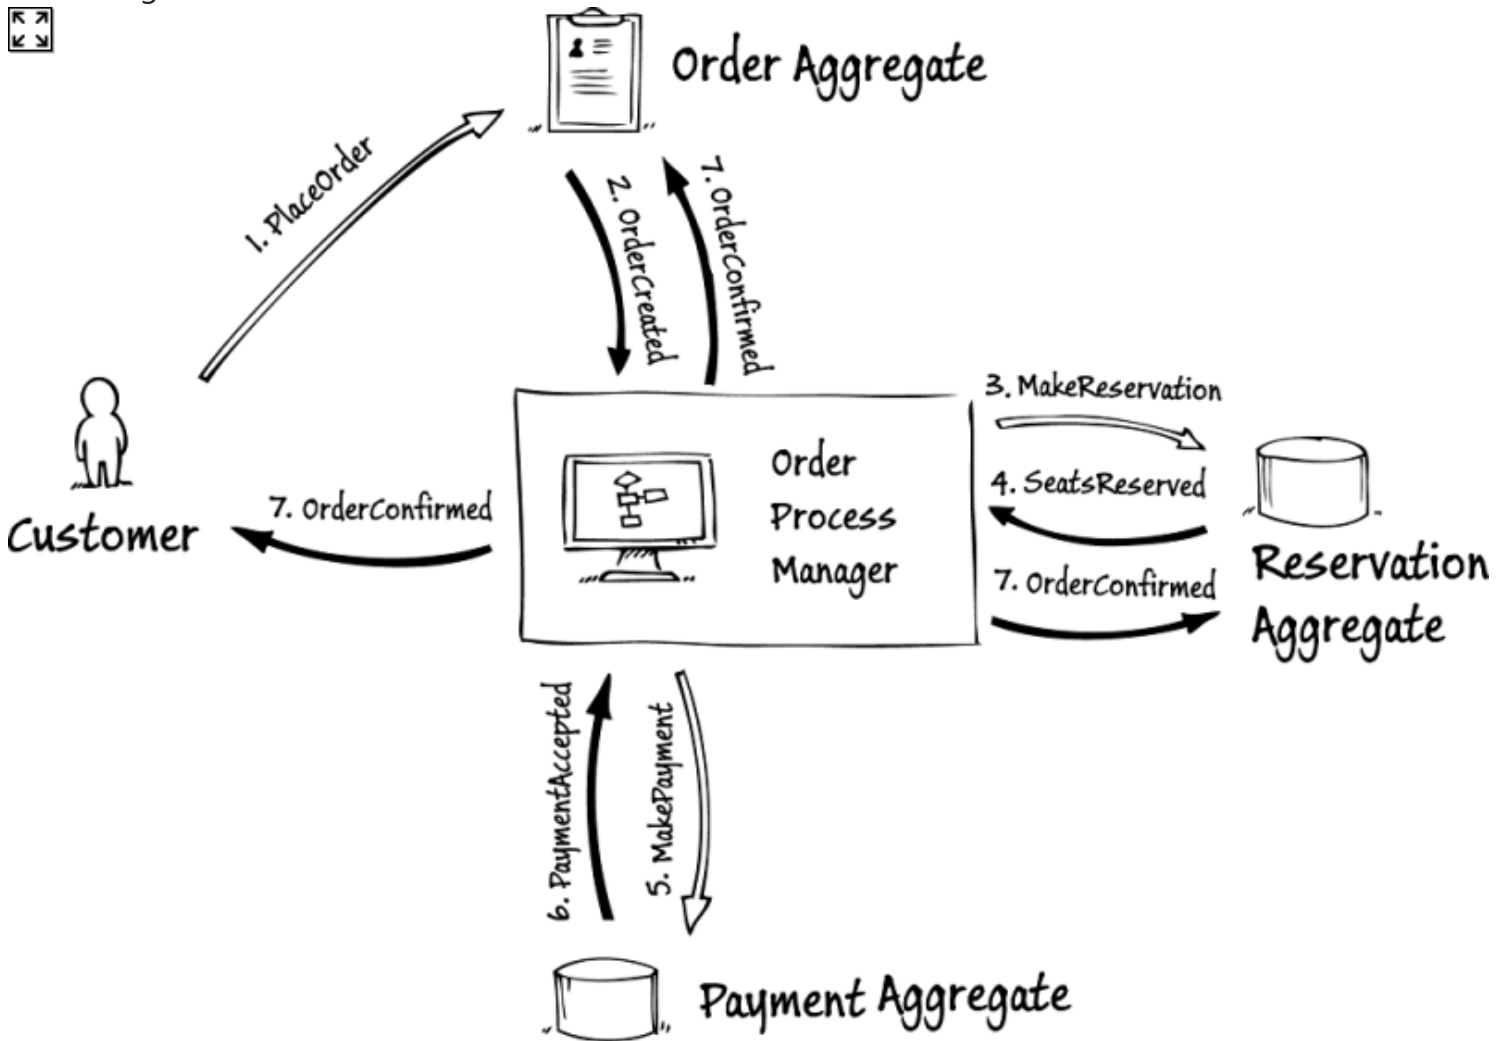 Order Aggregate
1. PlaceOrder
2. OrderCreated
7. OrderConfirmed
3. MakeReservation
Order
Process
Manager
4. SeatsReserved
7. OrderConfirmed
Customer
7. OrderConfirmed
Reservation
Aggregate
6. PaymentAccepted
5. MakePayment
Payment Aggregate